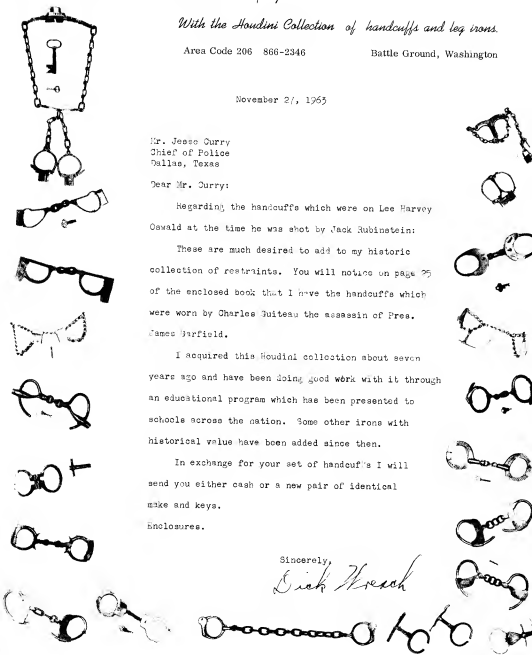 With the Houdini Collection of handcuffs and leg irons.
Area Code 206 866-2346 Battle Ground, Washington
November 27, 1963
Mr. Jesse Curry
Chief of Police
Dallas, Texas
Dear Mr. Curry:
Regarding the handcuffs which were on Lee Harvey
Oswald at the time he was shot by Jack Rubinstein:
These are much desired to add to my historic
collection of restraints. You will notice on page 25
of the enclosed book that I have the handcuffs which
were worn by Charles Guiteau the assassin of Pres.
James Garfield.
I acquired this Houdini collection about seven
years ago and have been doing good work with it through
an educational program which has been presented to
schools across the nation. Some other irons with
historical value have been added since then.
In exchange for your set of handcuffs I will
send you either cash or a new pair of identical
make and keys.
Enclosures.
Sincerely,
Dick Wrench